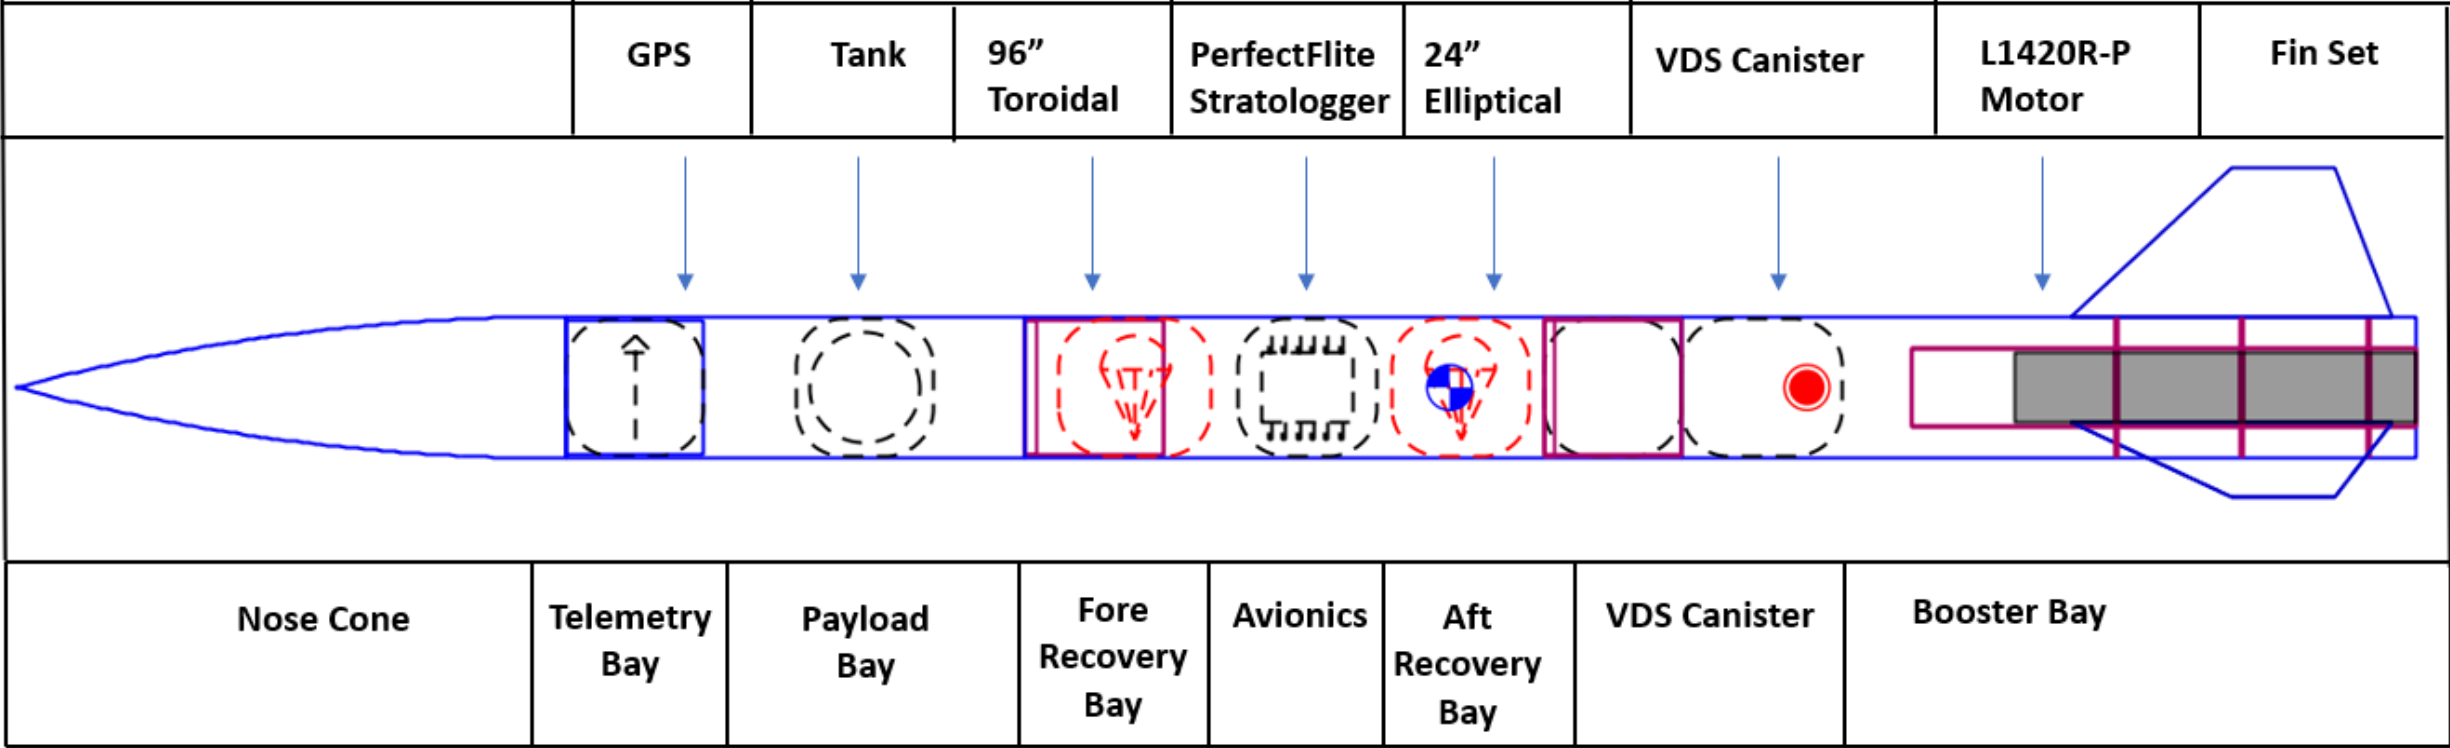 GPS
Tank
96”
Toroidal
PerfectFlite
Stratologger
24”
Elliptical
VDS Canister
L1420R-P
Motor
Fin Set
Nose Cone
Telemetry
Bay
Payload
Bay
Fore
Recovery
Bay
Avionics
Aft
Recovery
Bay
VDS Canister
Booster Bay